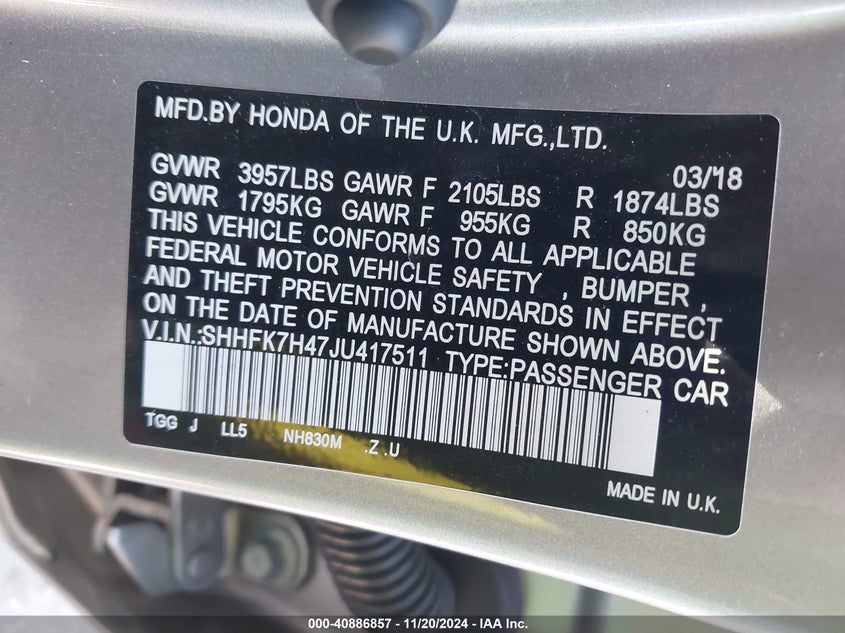 MFD.BY HONDA OF THE U.K. MFG.,LTD.
03/18
GVWR 3957LBS GAWR F 2105LBS R 1874LBS
GVWR 1795KG GAWR F 955KG R 850KG
THIS VEHICLE CONFORMS TO ALL APPLICABLE
FEDERAL MOTOR VEHICLE SAFETY , BUMPER ,
AND THEFT PREVENTION STANDARDS IN EFFECT
ON THE DATE OF MANUFACTURE SHOWN ABOVE.
V.I.N.:SHHFK7H47JU417511 TYPE:PASSENGER CAR
TGG J LL5 NH830M .Z .U
MADE IN U.K.
000-40886857 - 11/20/2024 - IAA Inc.